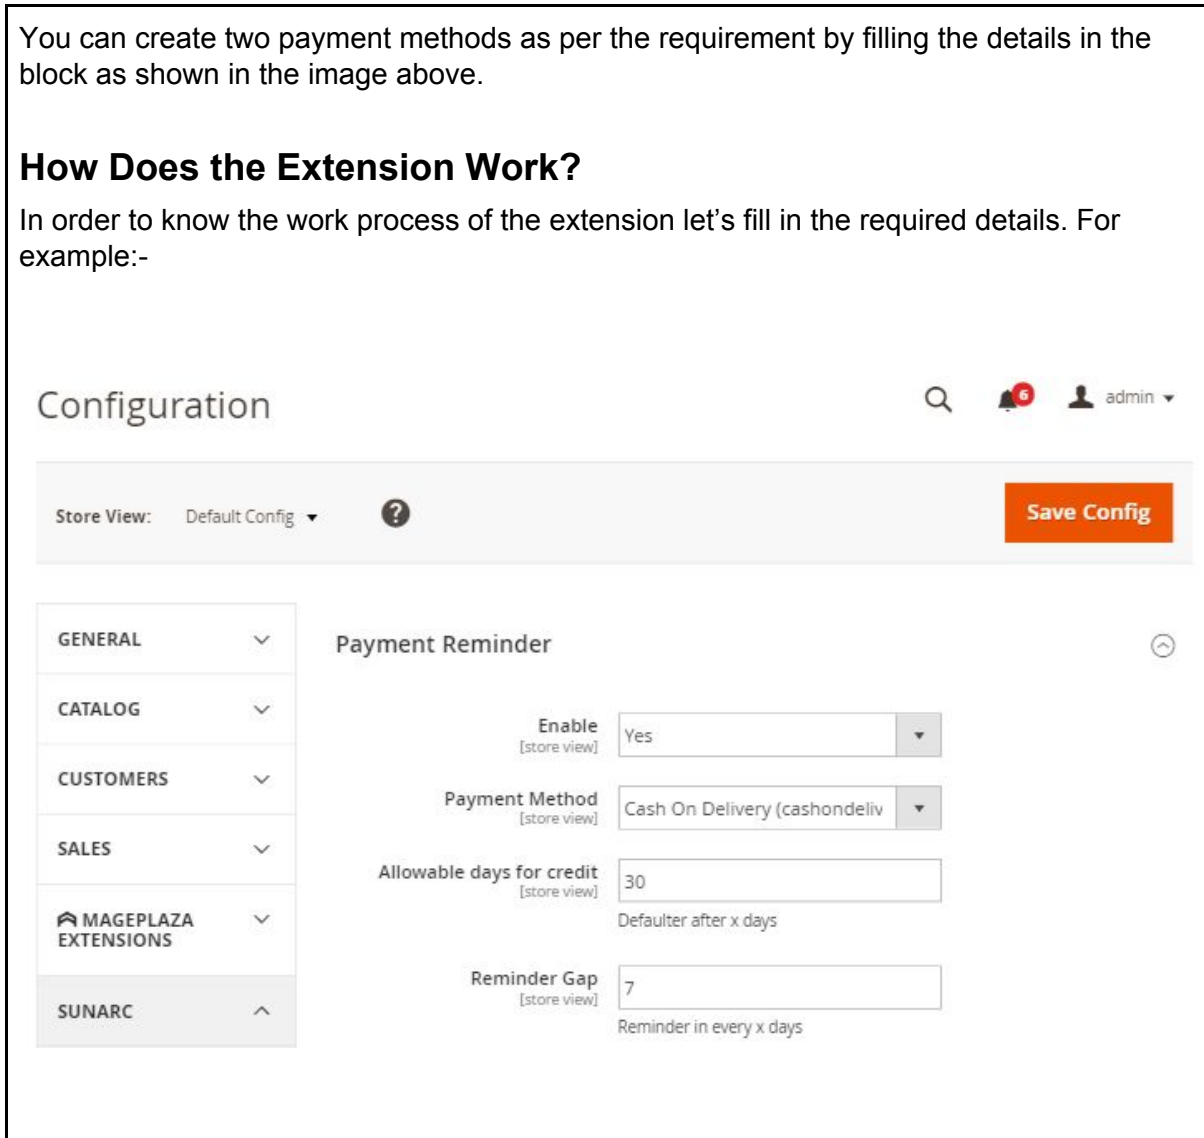 You can create two payment methods as per the requirement by filling the details in the
block as shown in the image above.
How Does the Extension Work?
In order to know the work process of the extension let’s fill in the required details. For
example:-
Configuration
6
admin
Store View: Default Config ?
Save Config
GENERAL
CATALOG
CUSTOMERS
SALES
MAGEPLAZA
EXTENSIONS
SUNARC
Payment Reminder
Enable
[store view]
Yes
Payment Method
[store view]
Cash On Delivery (cashondeliv
Allowable days for credit
[store view]
30
Defaulter after x days
Reminder Gap
[store view]
7
Reminder in every x days